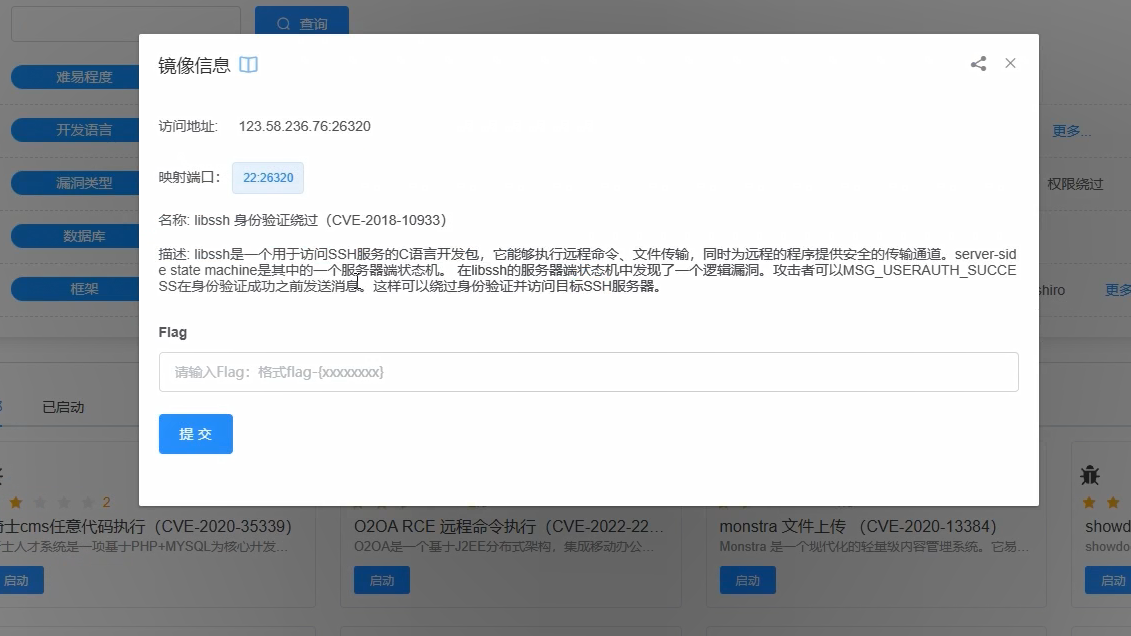 查询
镜像信息
难易程度
访问地址: 123.58.236.76:26320
开发语言
更多...
映射端口： 22:26320
漏洞类型
权限绕过
名称: libssh 身份验证绕过（CVE-2018-10933）
数据库
描述: libssh是一个用于访问SSH服务的C语言开发包，它能够执行远程命令、文件传输，同时为远程的程序提供安全的传输通道。server-sid
e state machine是其中的一个服务器端状态机。 在libssh的服务器端状态机中发现了一个逻辑漏洞。攻击者可以MSG_USERAUTH_SUCCE
SS在身份验证成功之前发送消息。这样可以绕过身份验证并访问目标SSH服务器。
框架
shiro
更多
Flag
请输入Flag：格式flag-{xxxxxxxx}
已启动
提 交
2
士cms任意代码执行（CVE-2020-35339）
士人才系统是一项基于PHP+MYSQL为核心开发...
启动
O2OA RCE 远程命令执行（CVE-2022-22...
O2OA是一个基于J2EE分布式架构，集成移动办公...
启动
monstra 文件上传 （CVE-2020-13384）
Monstra 是一个现代化的轻量级内容管理系统。它易...
启动
showd
showdo
启动